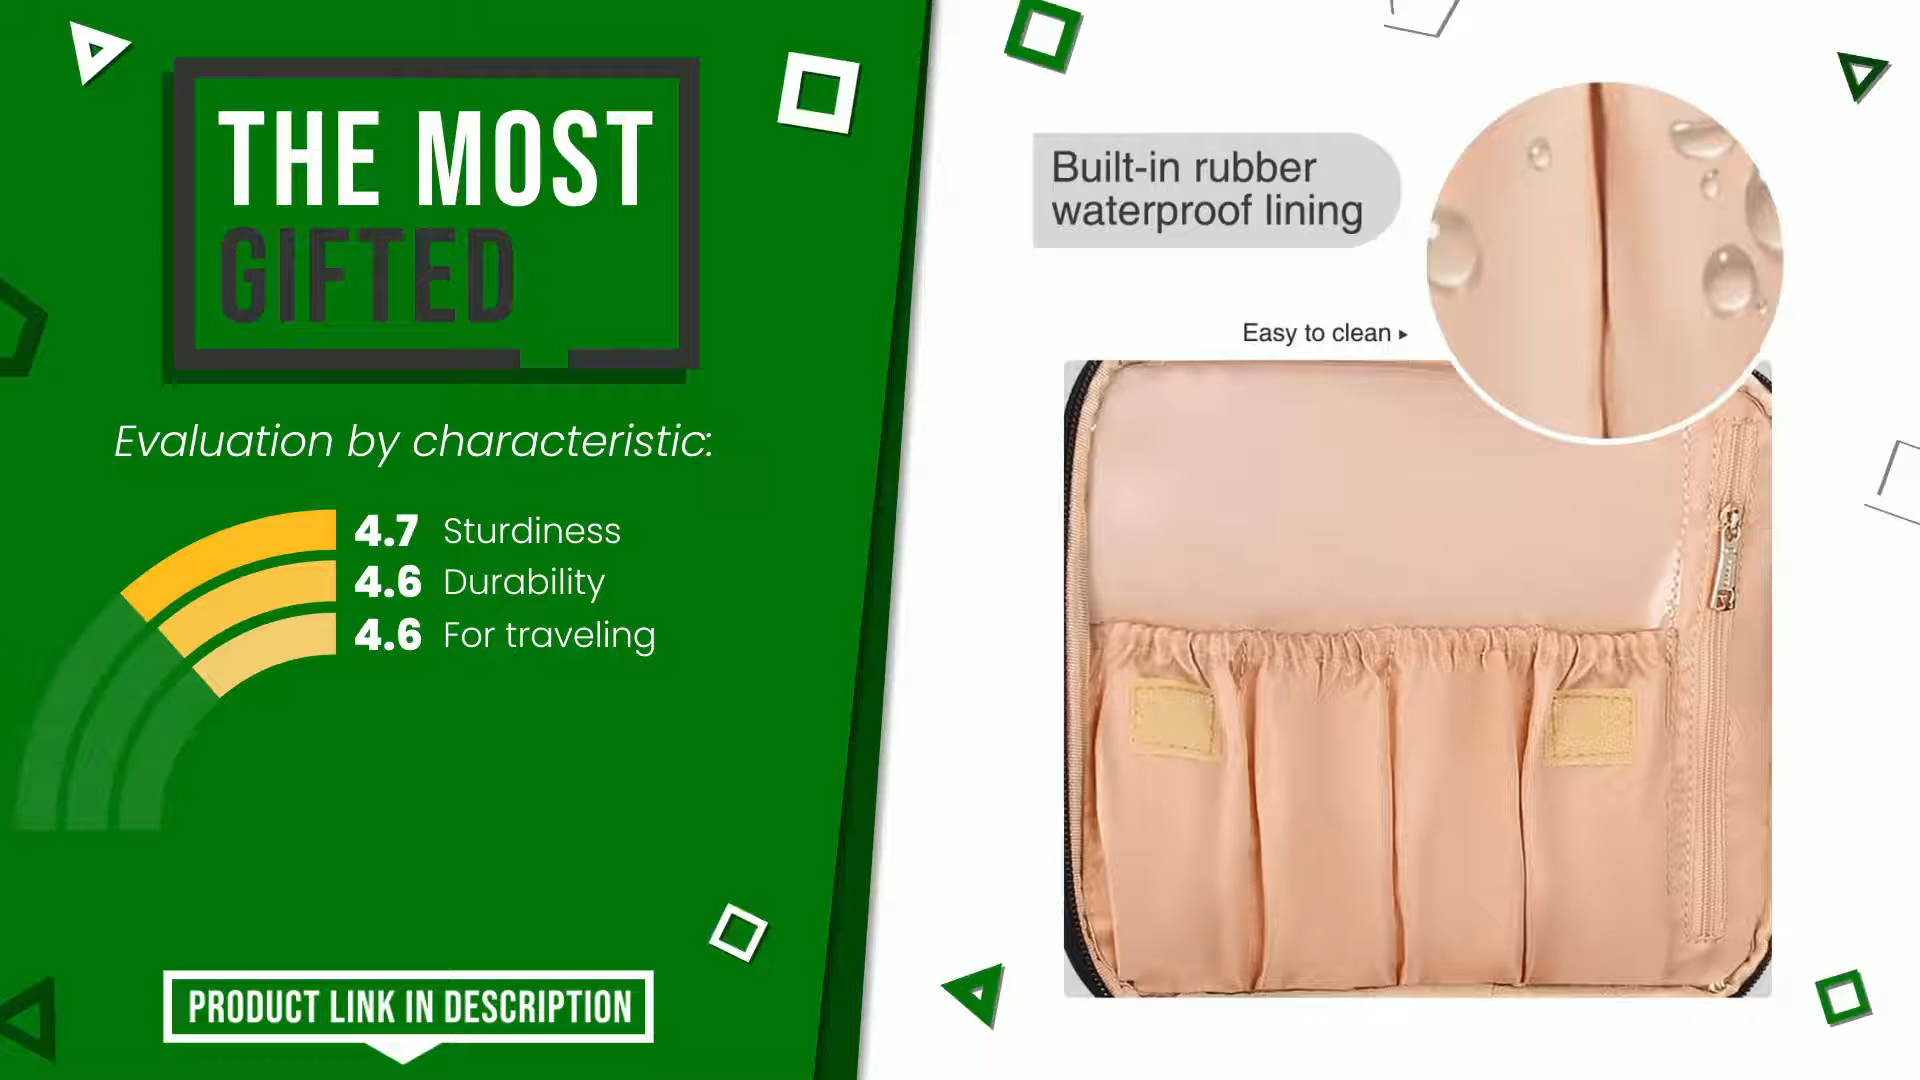 THE MOST
GIFTED
Evaluation by characteristic:
4.7 Sturdiness
4.6 Durability
4.6 For traveling
PRODUCT LINK IN DESCRIPTION
Built-in rubber
waterproof lining
Easy to clean ▸